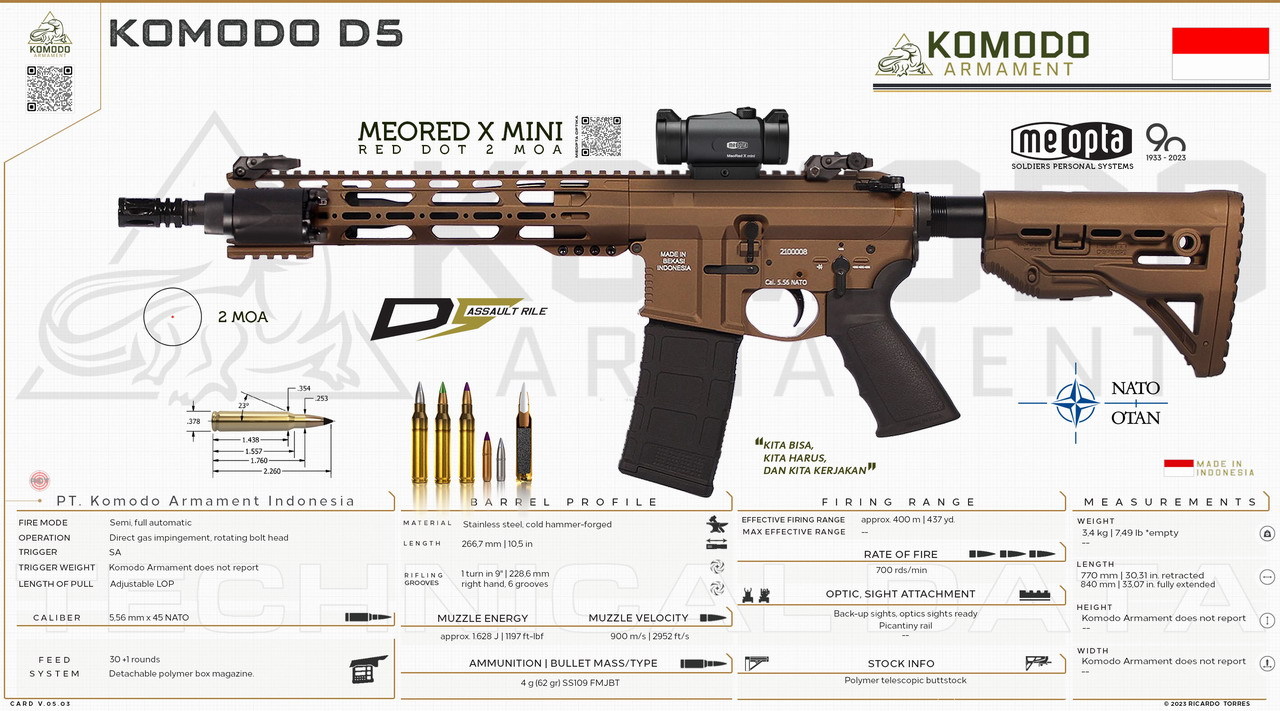 KOMODO D5
KOMODO
ARMAMENT
KOMODO
ARMAMENT
MEORED X MINI
RED DOT 2 MOA
meopta
MeoRed X mini
meopta
SOLDIERS PERSONAL SYSTEMS
90
1933 - 2023
KOMODO
ARMAMENT
MADE IN
BEKASI
INDONESIA
2100008
Cal. 5.56 NATO
2 MOA
D5 ASSAULT RILE
NATO
OTAN
.354
.253
23°
.378
1.438
1.557
1.760
2.260
"KITA BISA,
KITA HARUS,
DAN KITA KERJAKAN"
MADE IN
INDONESIA
TECHNICAL DATA
PT. Komodo Armament Indonesia
FIRE MODE Semi, full automatic
OPERATION Direct gas impingement, rotating bolt head
TRIGGER SA
TRIGGER WEIGHT Komodo Armament does not report
LENGTH OF PULL Adjustable LOP
CALIBER 5,56 mm x 45 NATO
FEED SYSTEM 30 +1 rounds
Detachable polymer box magazine.
BARREL PROFILE
MATERIAL Stainless steel, cold hammer-forged
LENGTH 266,7 mm | 10,5 in
RIFLING GROOVES 1 turn in 9" | 228,6 mm
right hand, 6 grooves
MUZZLE ENERGY MUZZLE VELOCITY
approx. 1.628 J | 1197 ft-lbf 900 m/s | 2952 ft/s
AMMUNITION | BULLET MASS/TYPE
4 g (62 gr) SS109 FMJBT
FIRING RANGE
EFFECTIVE FIRING RANGE approx. 400 m | 437 yd.
MAX EFFECTIVE RANGE --
RATE OF FIRE
700 rds/min
OPTIC, SIGHT ATTACHMENT
Back-up sights, optics sights ready
Picantiny rail
--
STOCK INFO
Polymer telescopic buttstock
MEASUREMENTS
WEIGHT
3,4 kg | 7,49 lb *empty
--
LENGTH
770 mm | 30,31 in. retracted
840 mm | 33,07 in. fully extended
HEIGHT
Komodo Armament does not report
--
WIDTH
Komodo Armament does not report
--
CARD V.05.03
© 2023 RICARDO TORRES